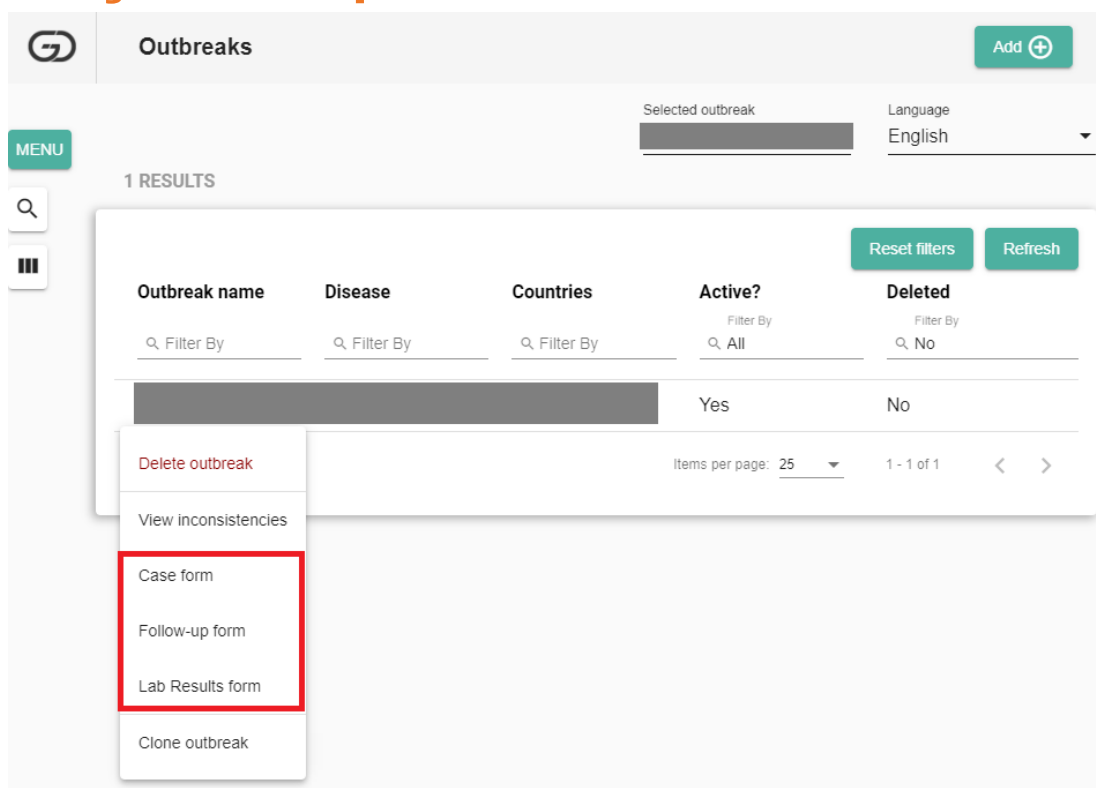 Outbreaks
Add
Selected outbreak
Language
English
MENU
1 RESULTS
Reset filters
Refresh
Outbreak name Disease Countries Active? Deleted
Filter By Filter By
Filter By Filter By Filter By All No
Yes No
Delete outbreak
Items per page: 25 1 - 1 of 1
View inconsistencies
Case form
Follow-up form
Lab Results form
Clone outbreak